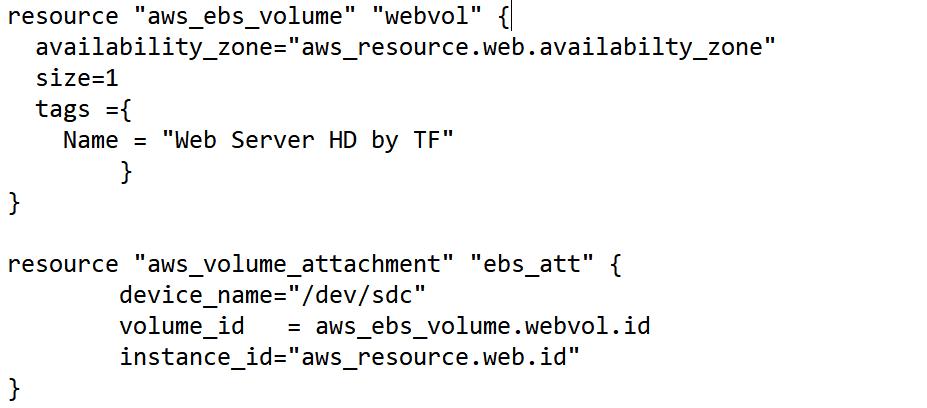 resource "aws_ebs_volume" "webvol" {
  availability_zone="aws_resource.web.availabilty_zone"
  size=1
  tags ={
    Name = "Web Server HD by TF"
        }
}

resource "aws_volume_attachment" "ebs_att" {
        device_name="/dev/sdc"
        volume_id   = aws_ebs_volume.webvol.id
        instance_id="aws_resource.web.id"
}